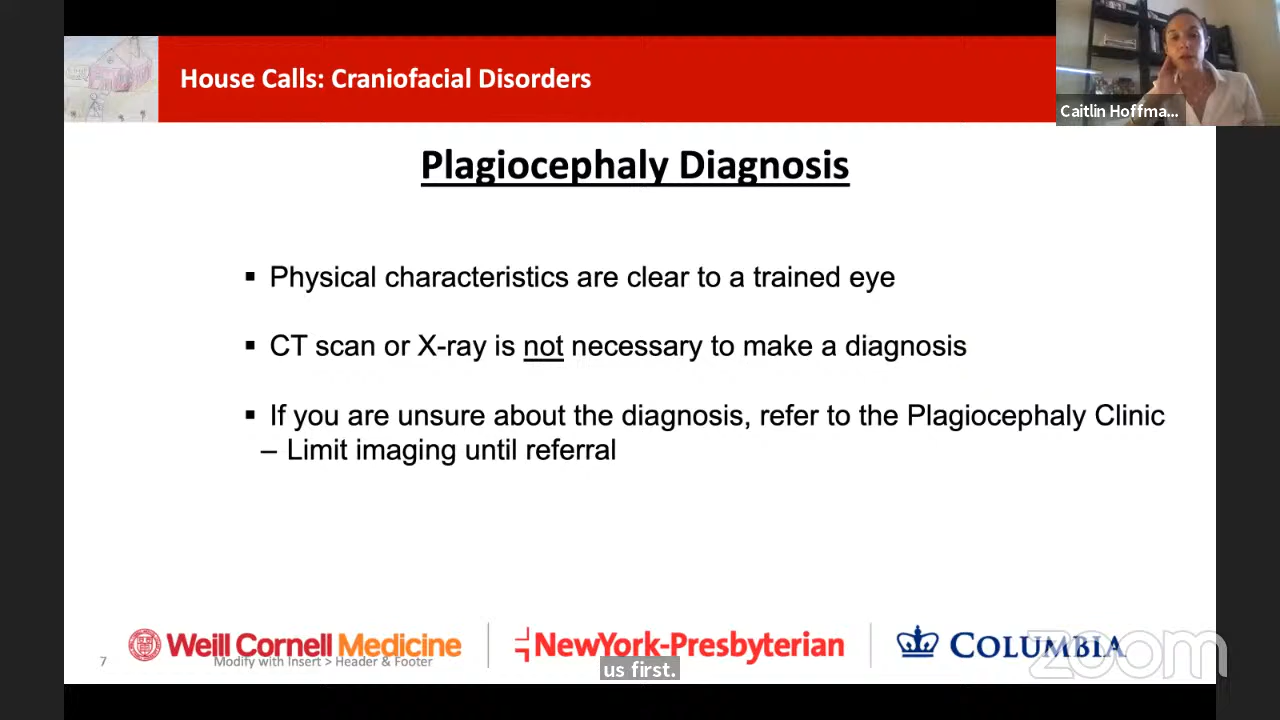 House Calls: Craniofacial Disorders
Caitlin Hoffma...
Plagiocephaly Diagnosis
▪ Physical characteristics are clear to a trained eye
▪ CT scan or X-ray is not necessary to make a diagnosis
▪ If you are unsure about the diagnosis, refer to the Plagiocephaly Clinic
– Limit imaging until referral
Weill Cornell Medicine
NewYork-Presbyterian
COLUMBIA
7
Modify with Insert > Header & Footer
us first.
zoom